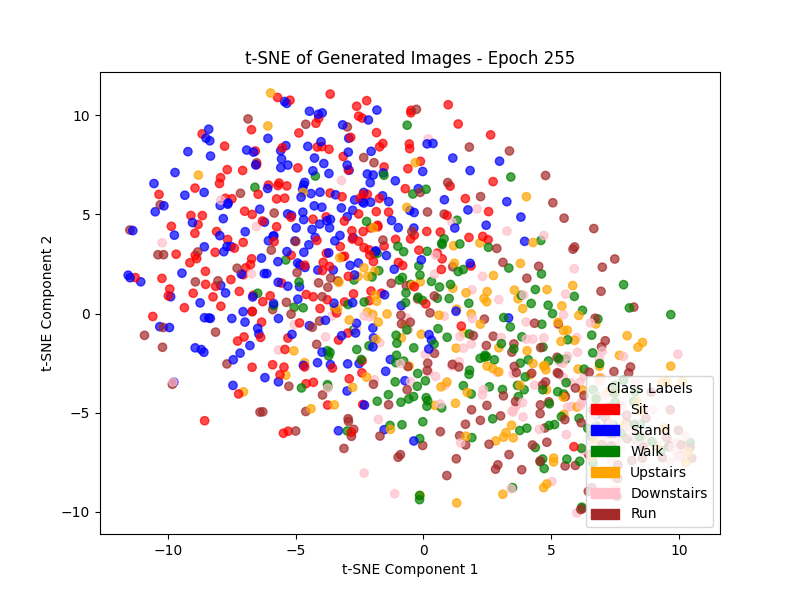 t-SNE of Generated Images - Epoch 255
10
5
0
−5
−10
t-SNE Component 2
−10
−5
0
5
10
t-SNE Component 1
Class Labels
Sit
Stand
Walk
Upstairs
Downstairs
Run